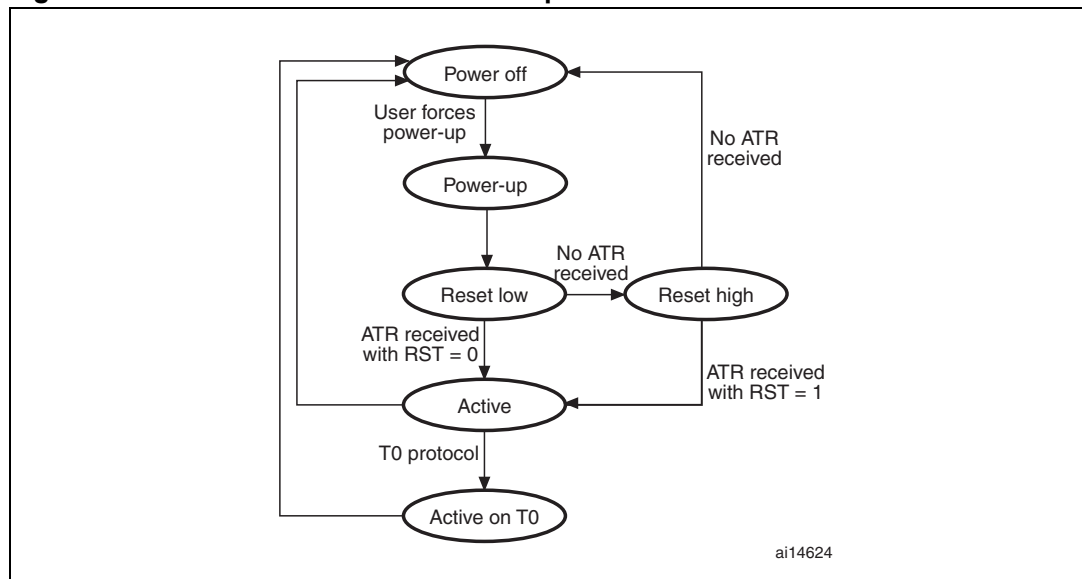 Power off
User forces
power-up
No ATR
received
Power-up
No ATR
received
Reset low
Reset high
ATR received
with RST = 0
ATR received
with RST = 1
Active
T0 protocol
Active on T0
ai14624